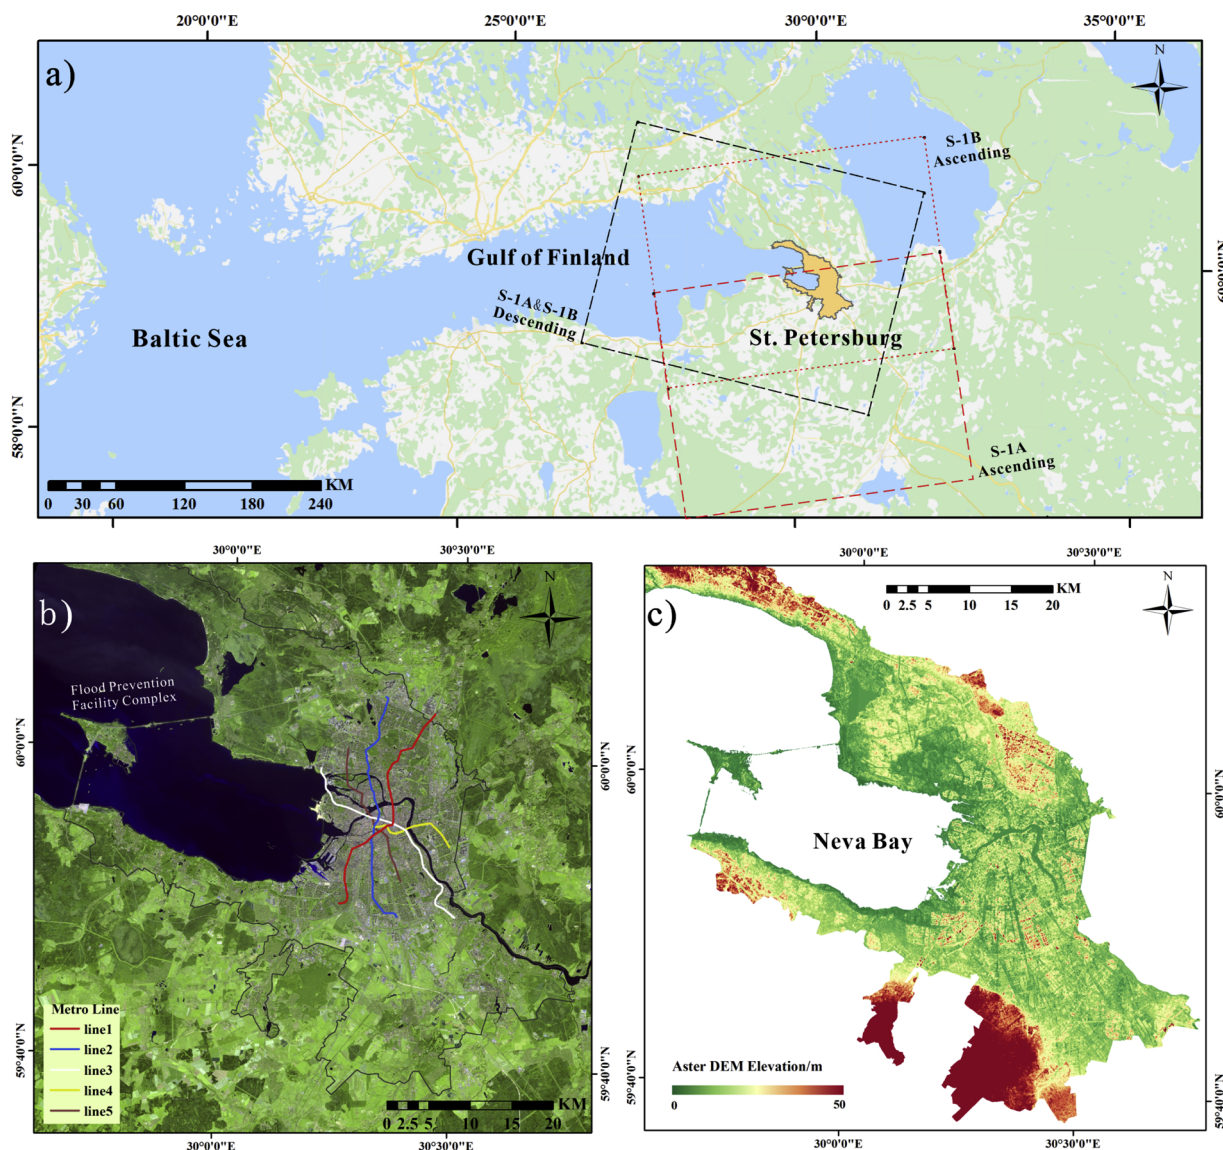 20°0'0"E 25°0'0"E 30°0'0"E 35°0'0"E
a)
N
60°0'0"N
S-1B
Ascending
Gulf of Finland
60°0'0"N
S-1A&S-1B
Descending
Baltic Sea
St. Petersburg
58°0'0"N
S-1A
Ascending
KM
0 30 60 120 180 240
30°0'0"E 30°30'0"E
b)
N
Flood Prevention
Facility Complex
60°0'0"N
60°0'0"N
Metro Line
line1
line2
line3
line4
line5
59°40'0"N
59°40'0"N
KM
0 2.5 5 10 15 20
30°0'0"E 30°30'0"E
30°0'0"E 30°30'0"E
c)
KM
0 2.5 5 10 15 20
N
60°0'0"N
60°0'0"N
Neva Bay
Aster DEM Elevation/m
0 50
59°40'0"N
59°40'0"N
30°0'0"E 30°30'0"E